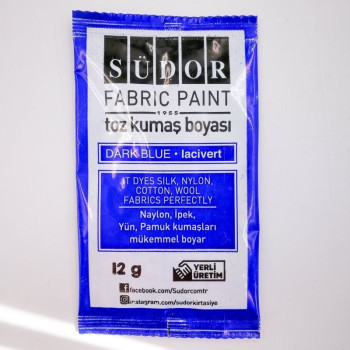 SÜDOR
FABRIC PAINT
1955
toz kumaş boyası
DARK BLUE • lacivert
IT DYES SILK, NYLON,
COTTON, WOOL
FABRICS PERFECTLY
Naylon, İpek,
Yün, Pamuk kumaşları
mükemmel boyar
12 g
YERLİ
ÜRETİM
facebook.com/Sudorcomtr
instagram.com/sudorkirtasiye